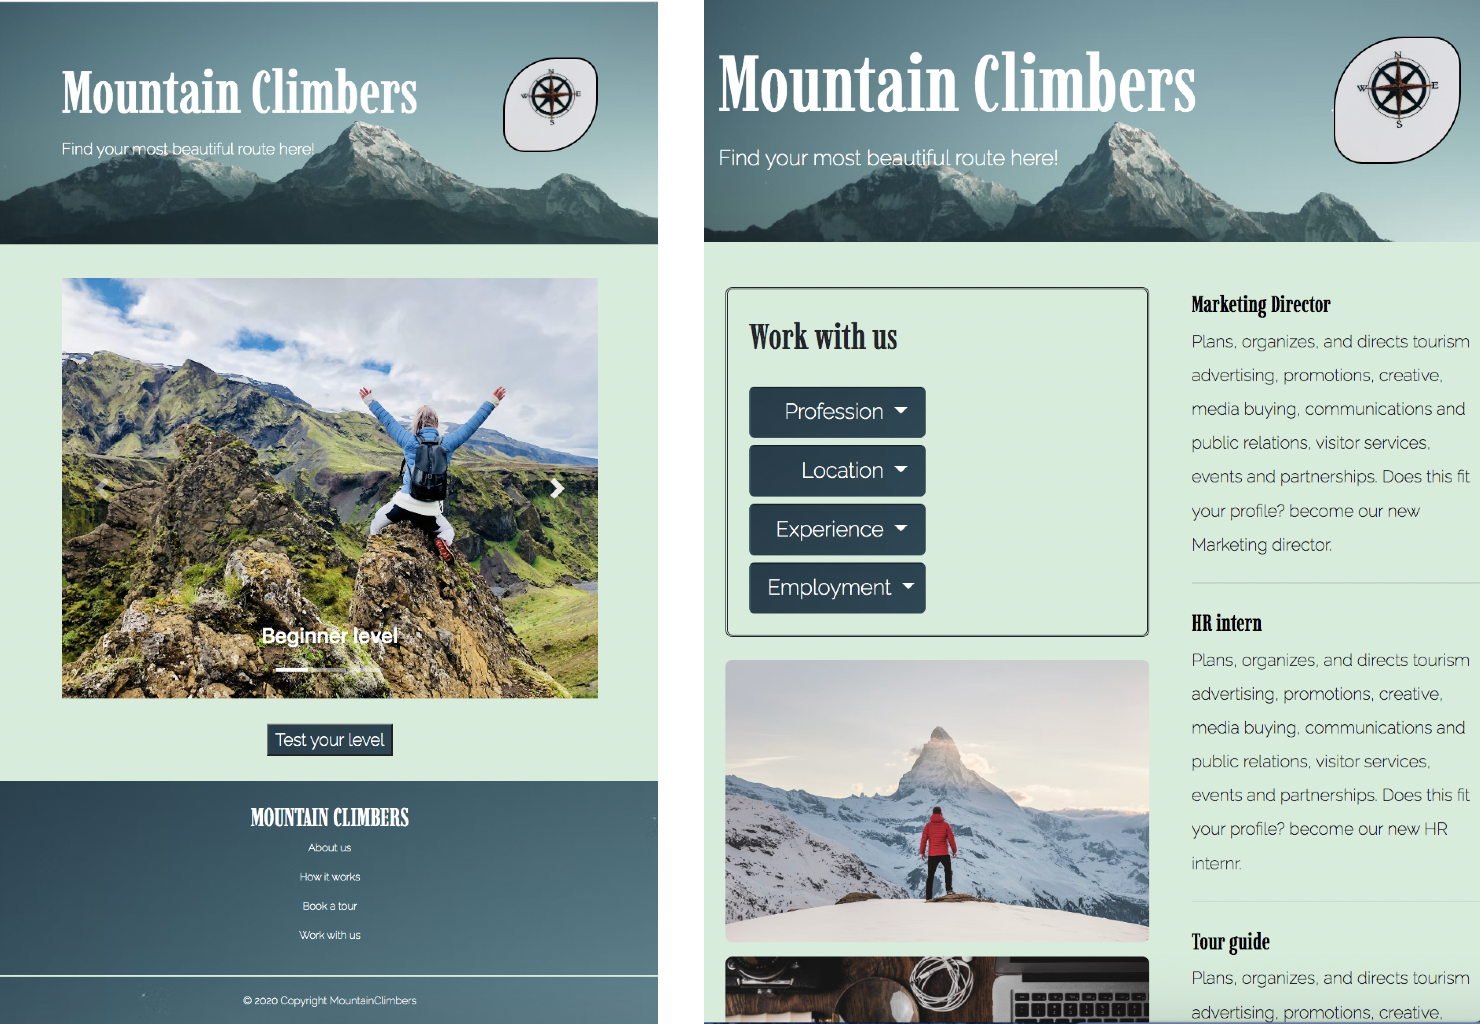 Mountain Climbers
Find your most beautiful route here!
N
W E
S
Beginner level
Test your level
MOUNTAIN CLIMBERS
About us
How it works
Book a tour
Work with us
© 2020 Copyright MountainClimbers
Mountain Climbers
Find your most beautiful route here!
N
W E
S
Work with us
Profession
Location
Experience
Employment
Marketing Director
Plans, organizes, and directs tourism
advertising, promotions, creative,
media buying, communications and
public relations, visitor services,
events and partnerships. Does this fit
your profile? become our new
Marketing director.
HR intern
Plans, organizes, and directs tourism
advertising, promotions, creative,
media buying, communications and
public relations, visitor services,
events and partnerships. Does this fit
your profile? become our new HR
internr.
Tour guide
Plans, organizes, and directs tourism
advertising, promotions, creative,